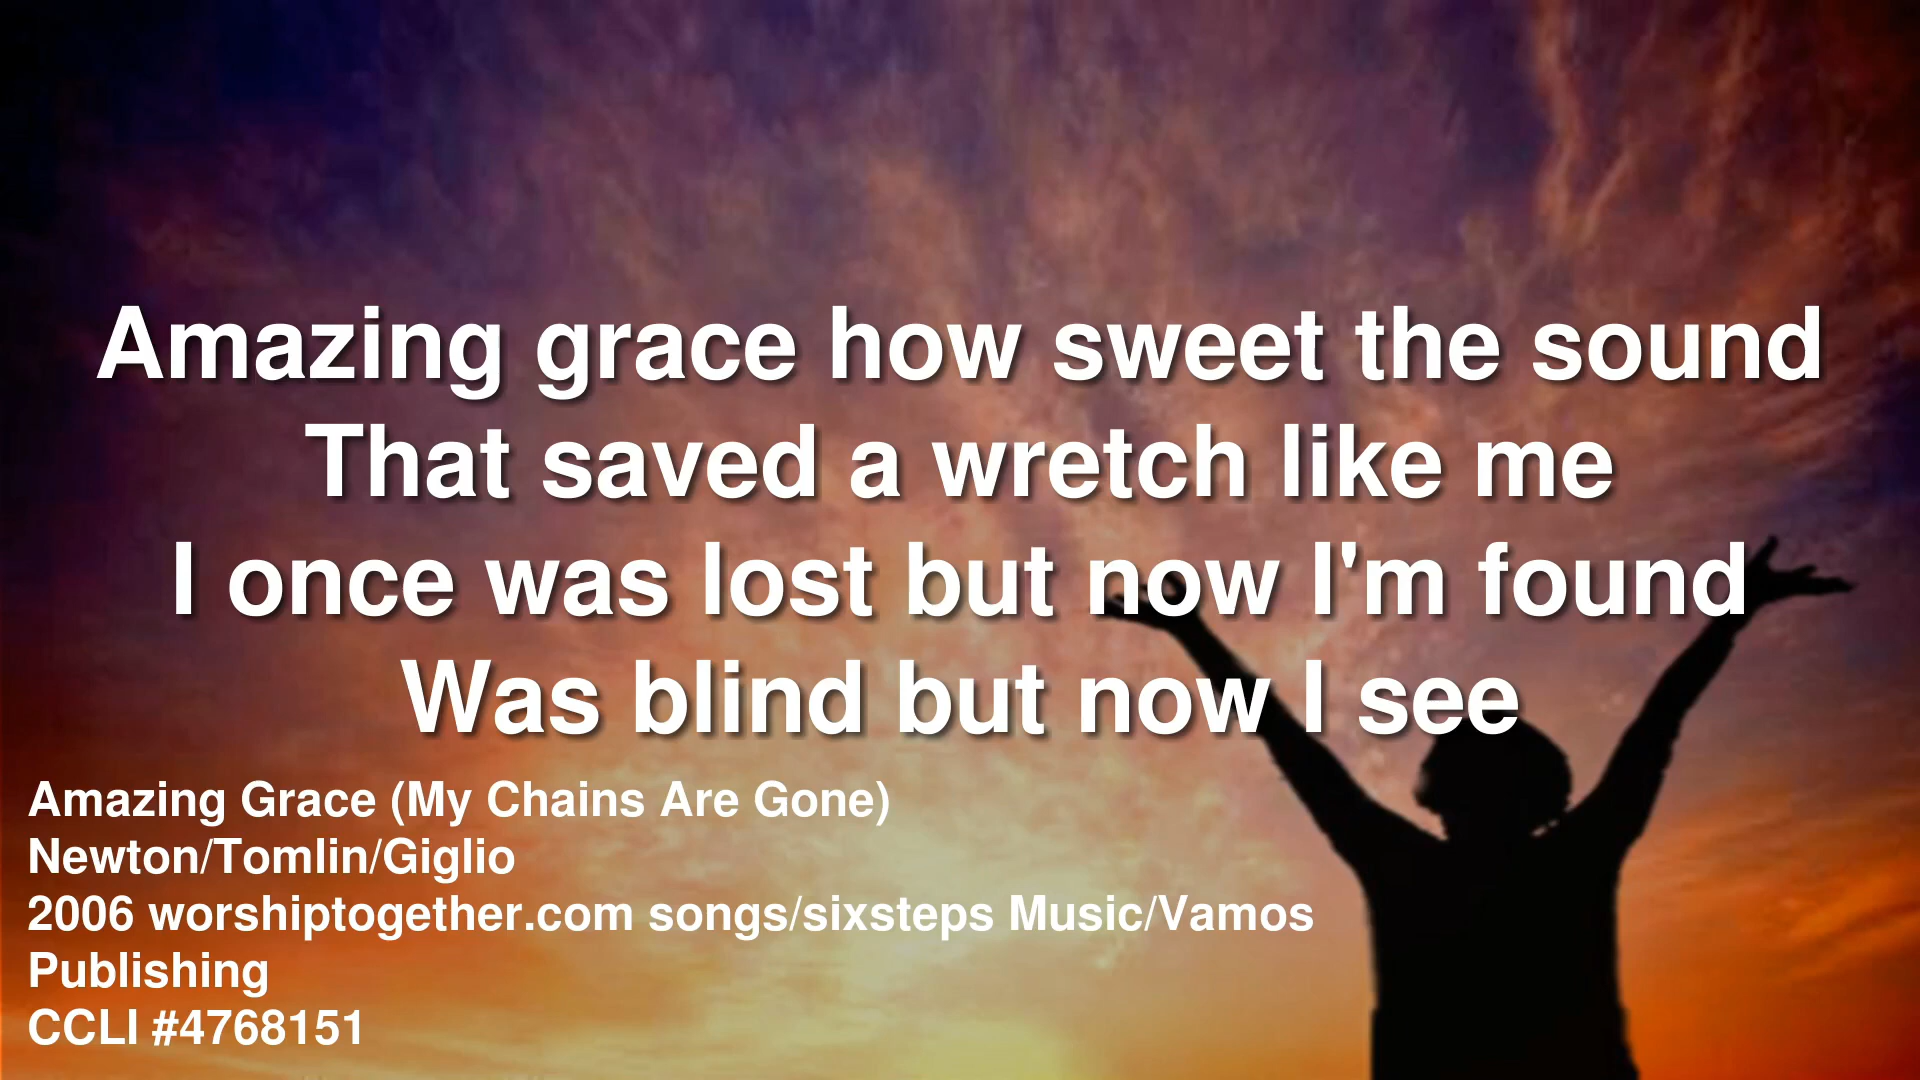 Amazing grace how sweet the sound
That saved a wretch like me
I once was lost but now I'm found
Was blind but now I see
Amazing Grace (My Chains Are Gone)
Newton/Tomlin/Giglio
2006 worshiptogether.com songs/sixsteps Music/Vamos
Publishing
CCLI #4768151